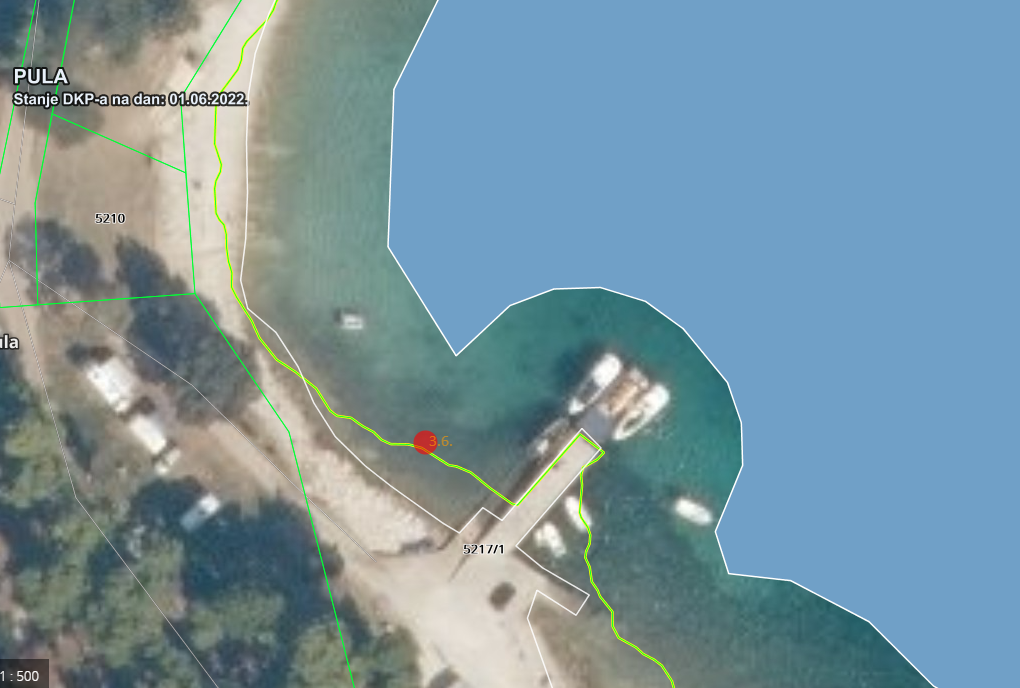 PULA
Stanje DKP-a na dan: 01.06.2022.
5210
ula
3.6.
5217/1
1 : 500